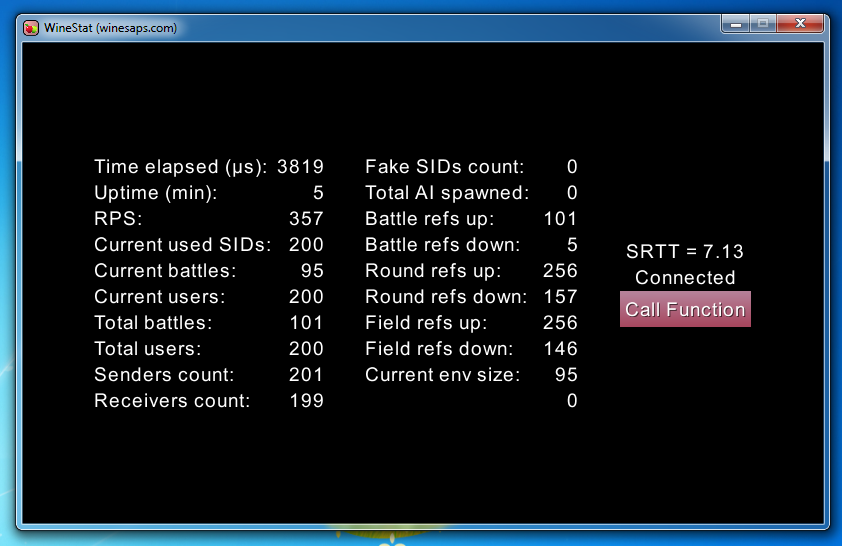 WineStat (winesaps.com)
Time elapsed (µs): 3819
Uptime (min): 5
RPS: 357
Current used SIDs: 200
Current battles: 95
Current users: 200
Total battles: 101
Total users: 200
Senders count: 201
Receivers count: 199
Fake SIDs count: 0
Total AI spawned: 0
Battle refs up: 101
Battle refs down: 5
Round refs up: 256
Round refs down: 157
Field refs up: 256
Field refs down: 146
Current env size: 95
0
SRTT = 7.13
Connected
Call Function